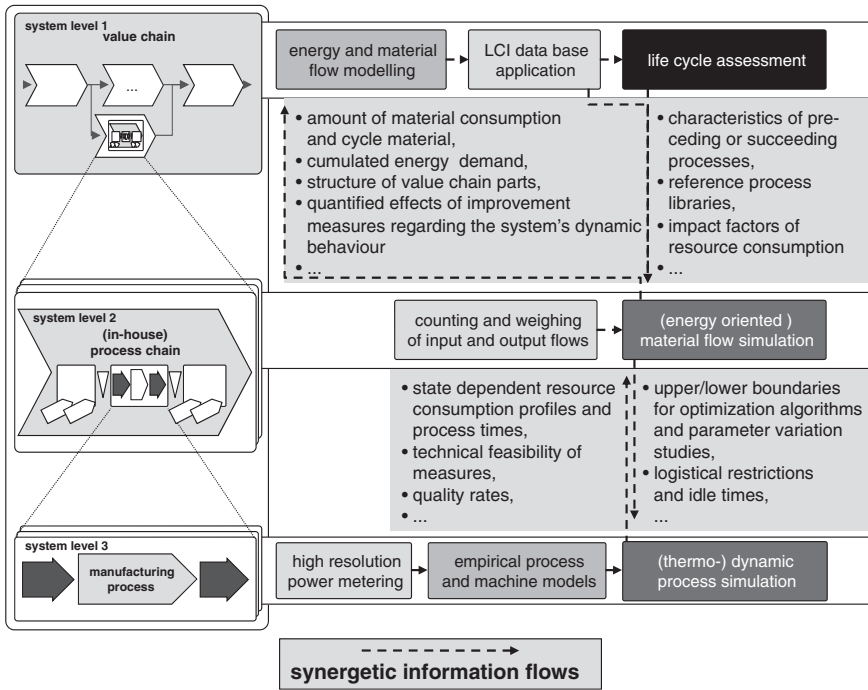 system level 1
value chain
...
energy and material
flow modelling
LCI data base
application
life cycle assessment
• amount of material consumption
and cycle material,
• cumulated energy demand,
• structure of value chain parts,
• quantified effects of improvement
measures regarding the system's dynamic
behaviour
• ...
• characteristics of pre-
ceding or succeeding
processes,
• reference process
libraries,
• impact factors of
resource consumption
• ...
system level 2
(in-house)
process chain
counting and weighing
of input and output flows
(energy oriented )
material flow simulation
• state dependent resource
consumption profiles and
process times,
• technical feasibility of
measures,
• quality rates,
• ...
• upper/lower boundaries
for optimization algorithms
and parameter variation
studies,
• logistical restrictions
and idle times,
...
system level 3
manufacturing
process
high resolution
power metering
empirical process
and machine models
(thermo-) dynamic
process simulation
synergetic information flows